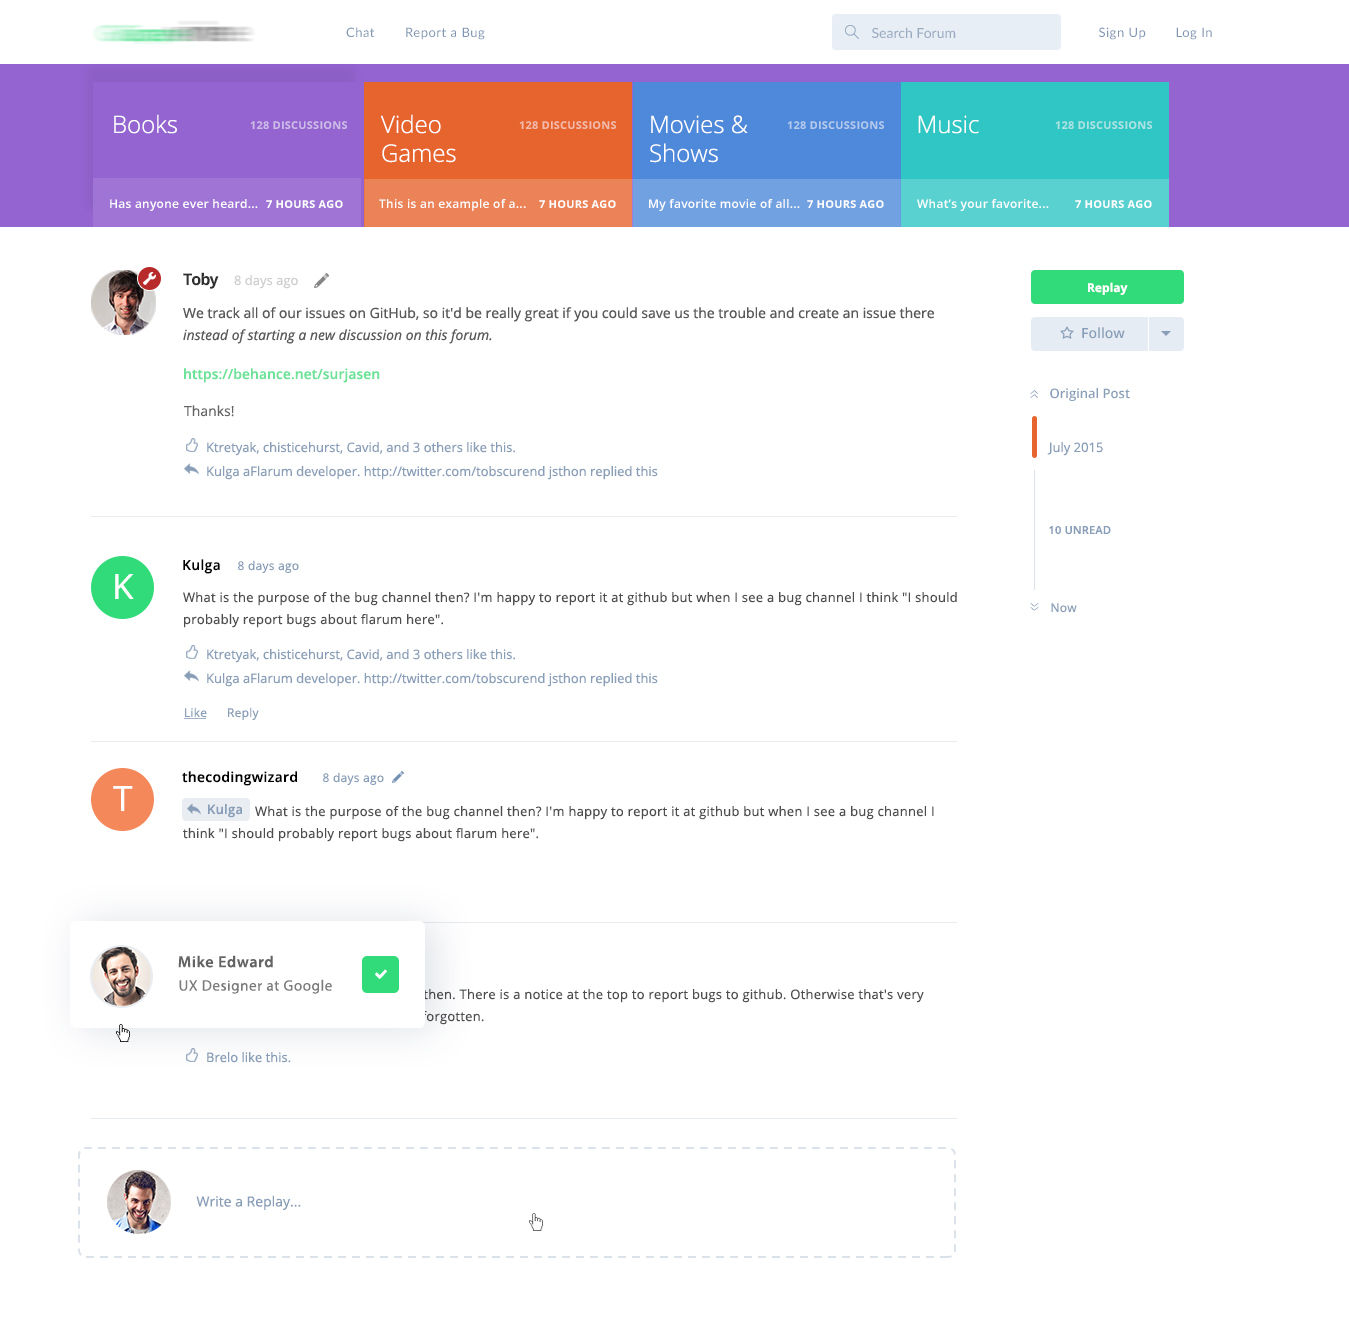 Chat Report a Bug Search Forum Sign Up Log In
Books 128 DISCUSSIONS
Has anyone ever heard... 7 HOURS AGO
Video
Games
128 DISCUSSIONS
This is an example of a... 7 HOURS AGO
Movies &
Shows
128 DISCUSSIONS
My favorite movie of all... 7 HOURS AGO
Music 128 DISCUSSIONS
What's your favorite... 7 HOURS AGO
Toby 8 days ago
We track all of our issues on GitHub, so it'd be really great if you could save us the trouble and create an issue there
instead of starting a new discussion on this forum.
https://behance.net/surjasen
Thanks!
Ktretyak, chisticehurst, Cavid, and 3 others like this.
Kulga aFlarum developer. http://twitter.com/tobscurend jsthon replied this
Replay
Follow
Original Post
July 2015
10 UNREAD
Now
K
Kulga 8 days ago
What is the purpose of the bug channel then? I'm happy to report it at github but when I see a bug channel I think "I should
probably report bugs about flarum here".
Ktretyak, chisticehurst, Cavid, and 3 others like this.
Kulga aFlarum developer. http://twitter.com/tobscurend jsthon replied this
Like Reply
T
thecodingwizard 8 days ago
Kulga What is the purpose of the bug channel then? I'm happy to report it at github but when I see a bug channel I
think "I should probably report bugs about flarum here".
Mike Edward
UX Designer at Google
then. There is a notice at the top to report bugs to github. Otherwise that's very
forgotten.
Brelo like this.
Write a Replay...